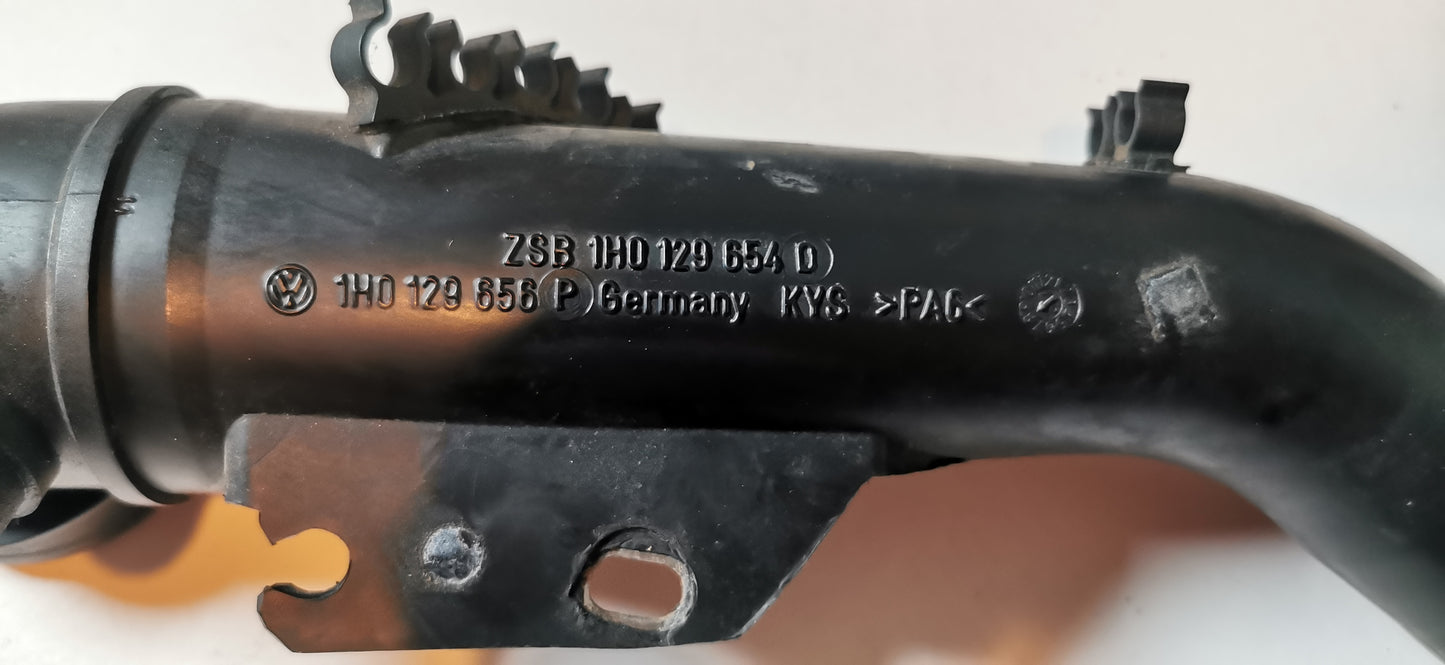 ZSB 1H0 129 654 D
1H0 129 656 P Germany KYS >PA6<